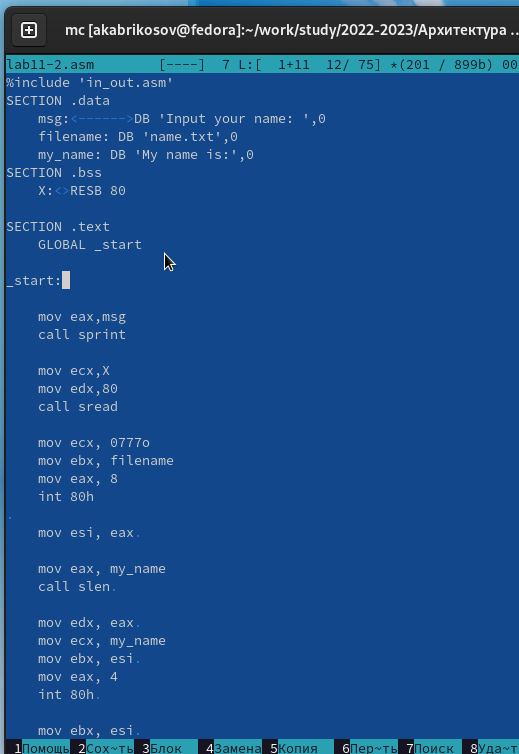 mc [akabrikosov@fedora]:~/work/study/2022-2023/Архитектура ...
lab11-2.asm [----] 7 L:[ 1+11 12/ 75] *(201 / 899b) 00
%include 'in_out.asm'
SECTION .data
msg:<------>DB 'Input your name: ',0
filename: DB 'name.txt',0
my_name: DB 'My name is:',0
SECTION .bss
X:<>RESB 80
SECTION .text
GLOBAL _start
_start:
mov eax,msg
call sprint
mov ecx,X
mov edx,80
call sread
mov ecx, 0777o
mov ebx, filename
mov eax, 8
int 80h
.
mov esi, eax.
mov eax, my_name
call slen.
mov edx, eax.
mov ecx, my_name
mov ebx, esi.
mov eax, 4
int 80h.
mov ebx, esi.
1Помощь 2Сох~ть 3Блок 4Замена 5Копия 6Пер~ть 7Поиск 8Уда~т